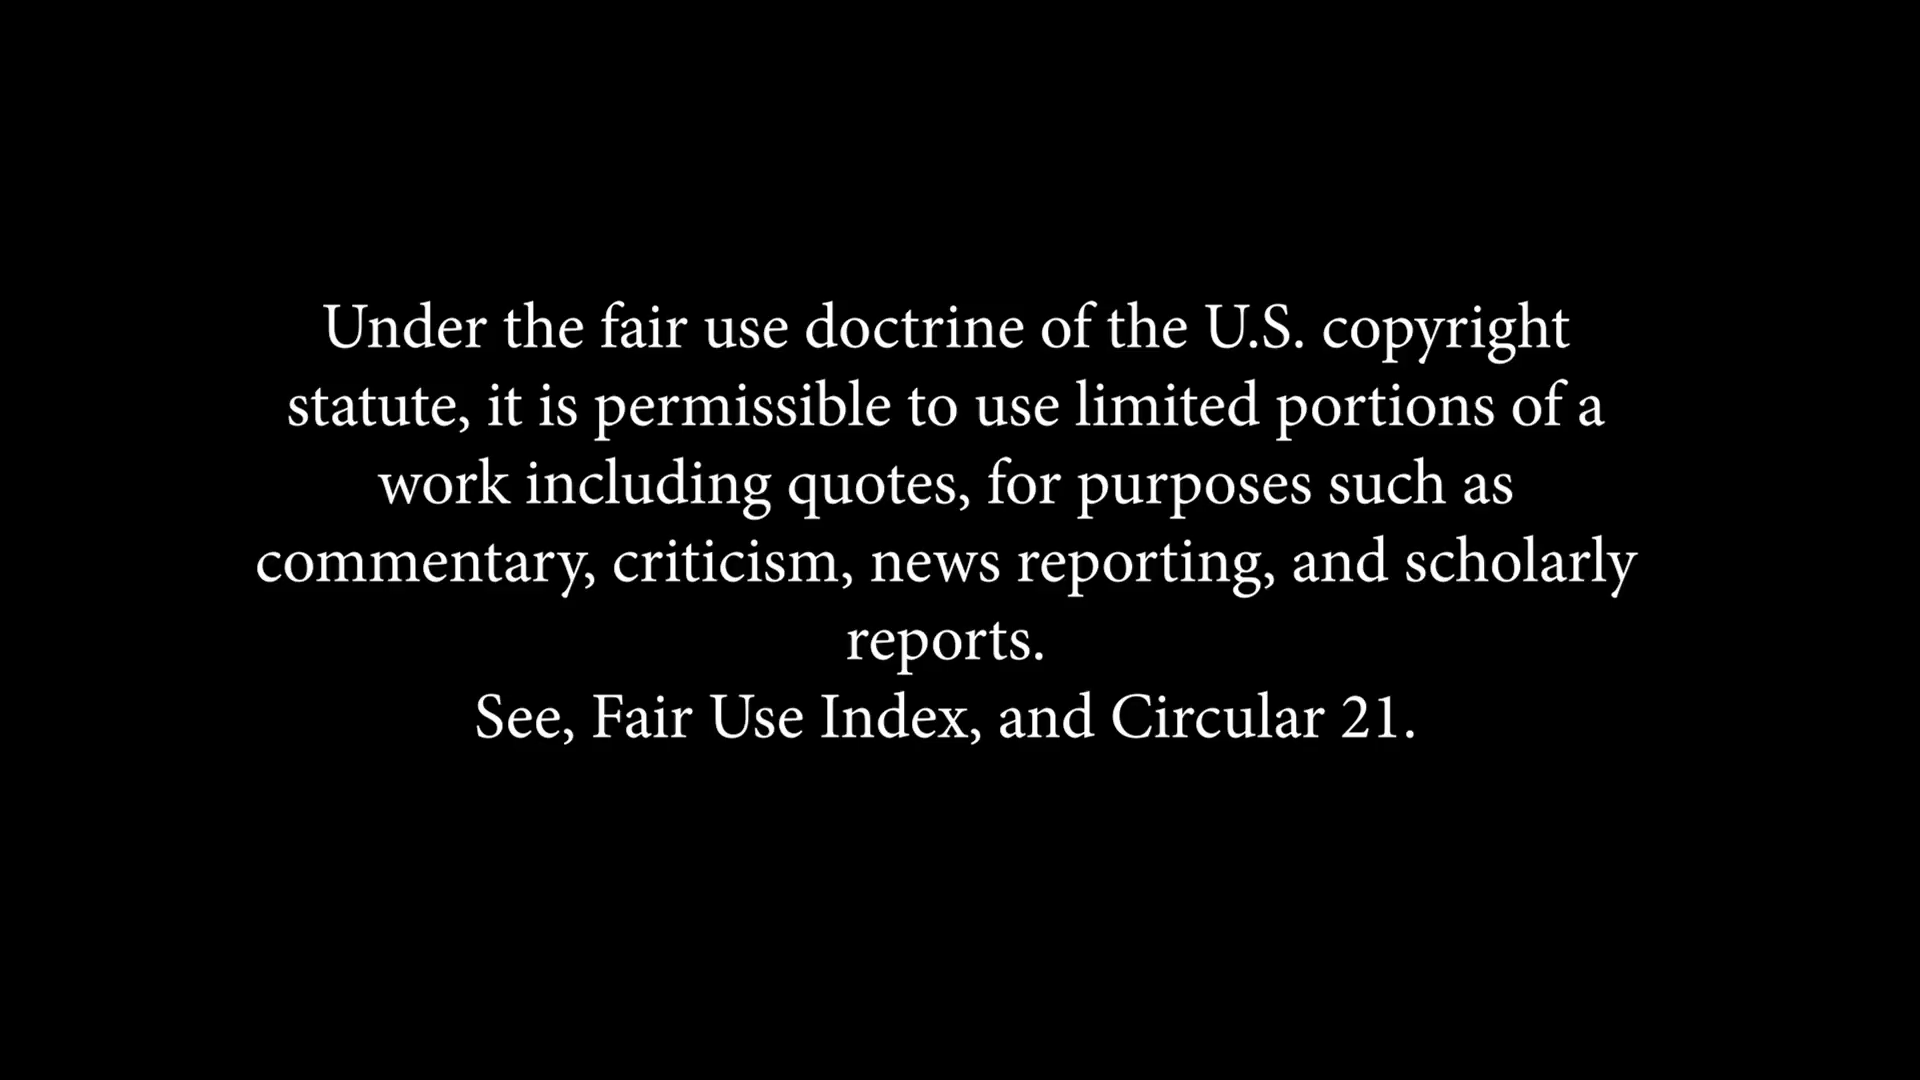 Under the fair use doctrine of the U.S. copyright
statute, it is permissible to use limited portions of a
work including quotes, for purposes such as
commentary, criticism, news reporting, and scholarly
reports.
See, Fair Use Index, and Circular 21.